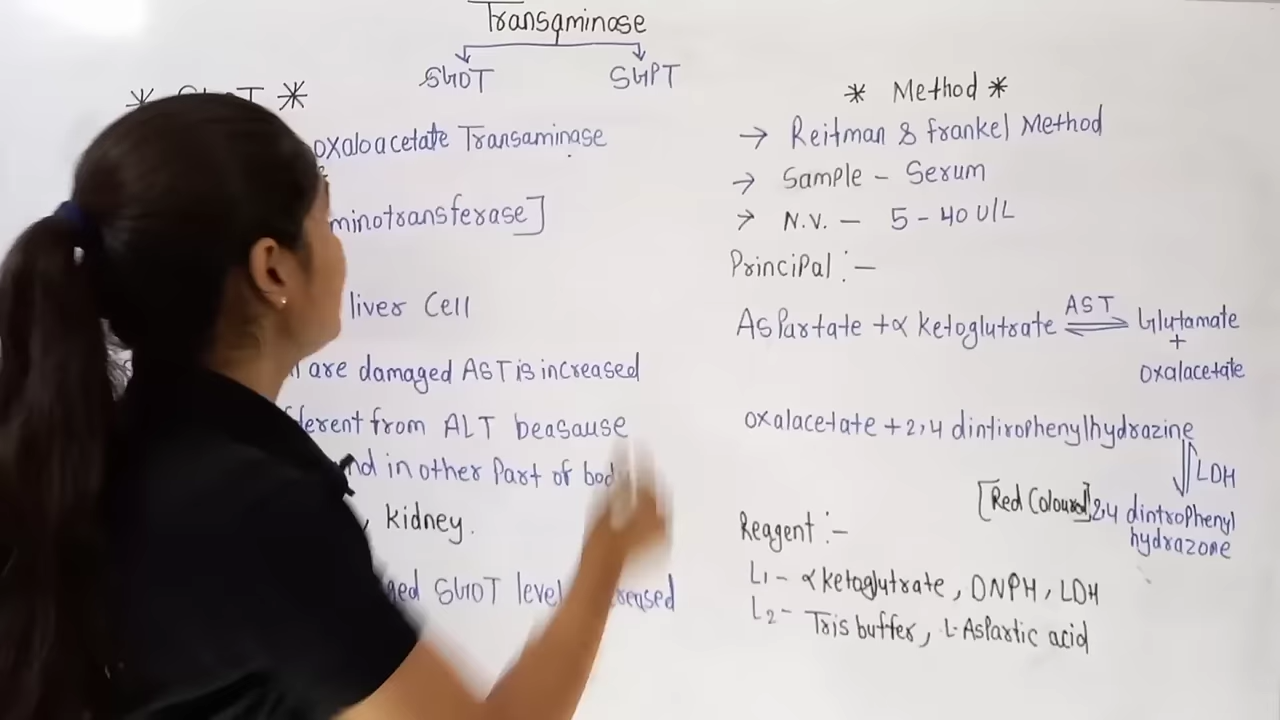 Transaminase
SGOT SGPT
oxaloacetate Transaminase
minotransferase]
liver Cell
are damaged AST is increased
ferent from ALT beasause
nd in other Part of body
kidney.
ged SGOT level
* Method *
→ Reitman & frankel Method
→ Sample - Serum
→ N.V. - 5 - 40 U/L
Principal :-
Aspartate + α ketoglutrate AST ⇌ Glutamate
+
oxalacetate
oxalacetate + 2,4 dintirophenylhydrazine
LDH
[Red Coloured] 2,4 dintrophenyl
hydrazone
Reagent :-
L1 - α ketoglutrate, DNPH, LDH
L2 - Tris buffer, L-Aspartic acid